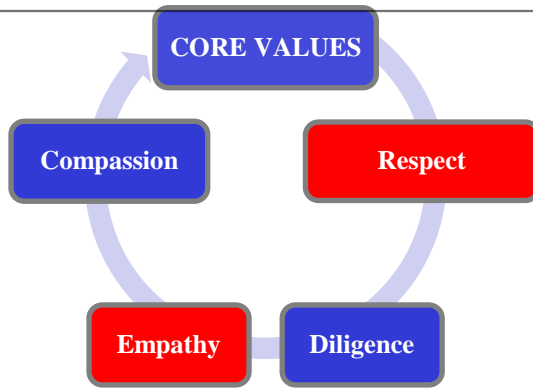 CORE VALUES
Respect
Diligence
Empathy
Compassion